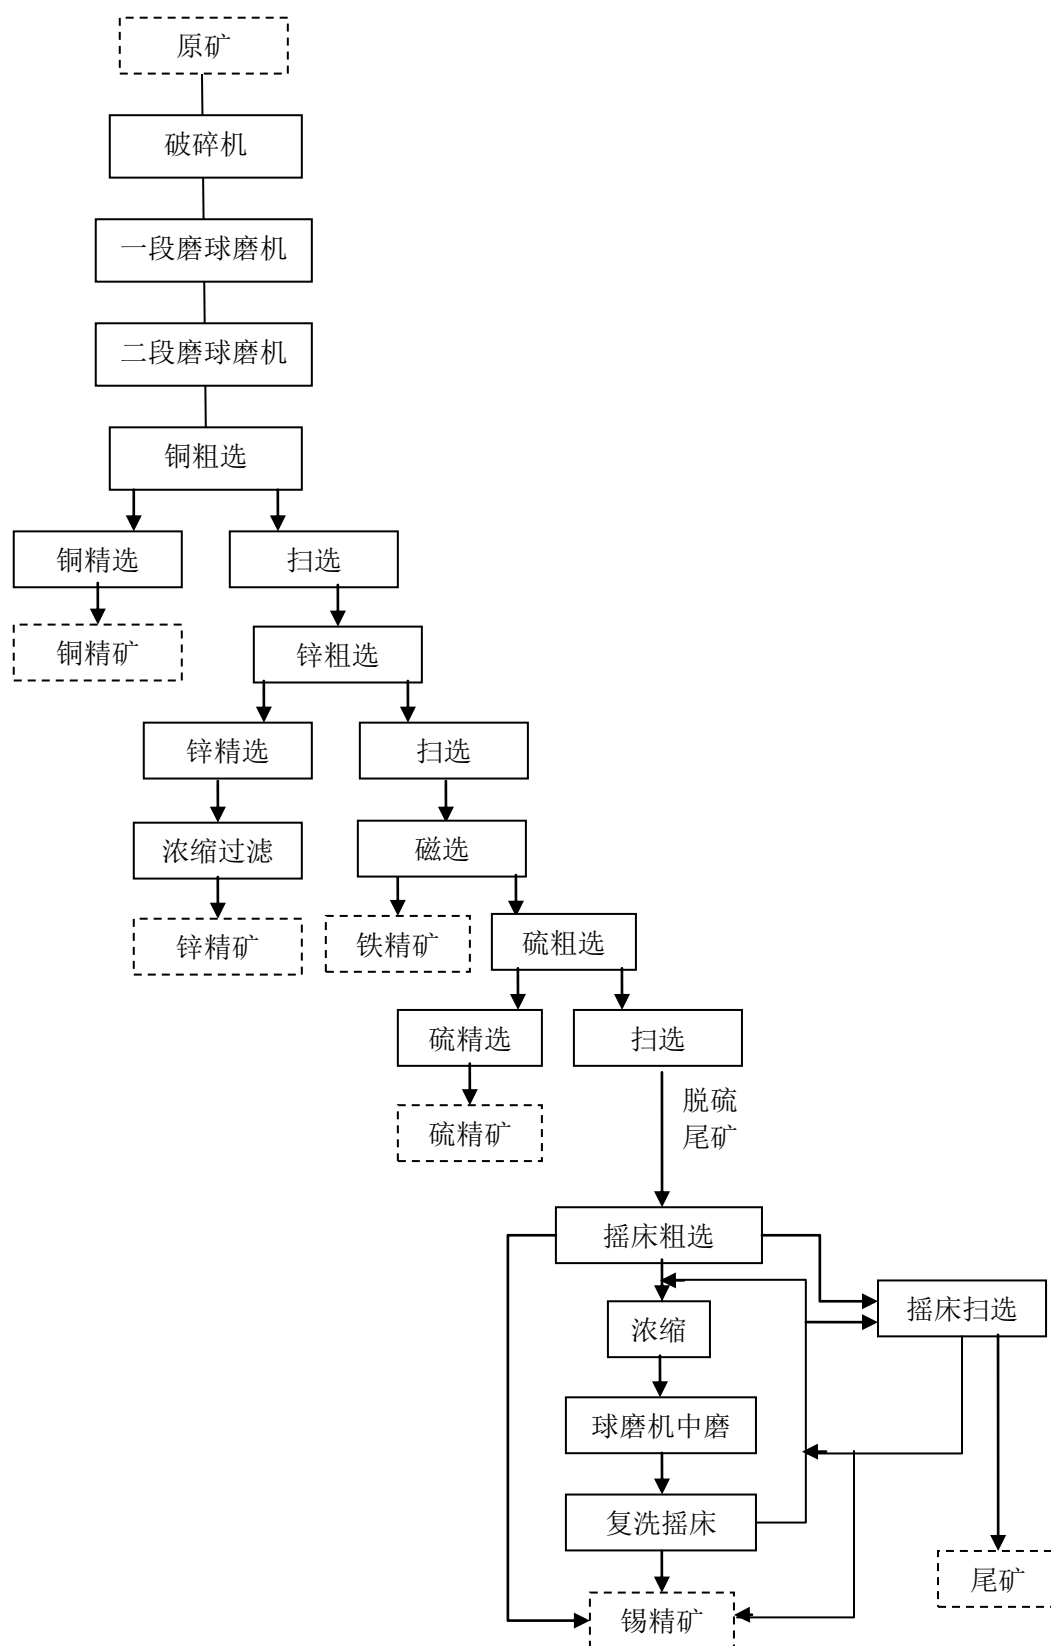 原矿
破碎机
一段磨球磨机
二段磨球磨机
铜粗选
铜精选
扫选
铜精矿
锌粗选
锌精选
扫选
浓缩过滤
磁选
锌精矿
铁精矿
硫粗选
硫精选
扫选
硫精矿
脱硫
尾矿
摇床粗选
摇床扫选
浓缩
球磨机中磨
复洗摇床
尾矿
锡精矿